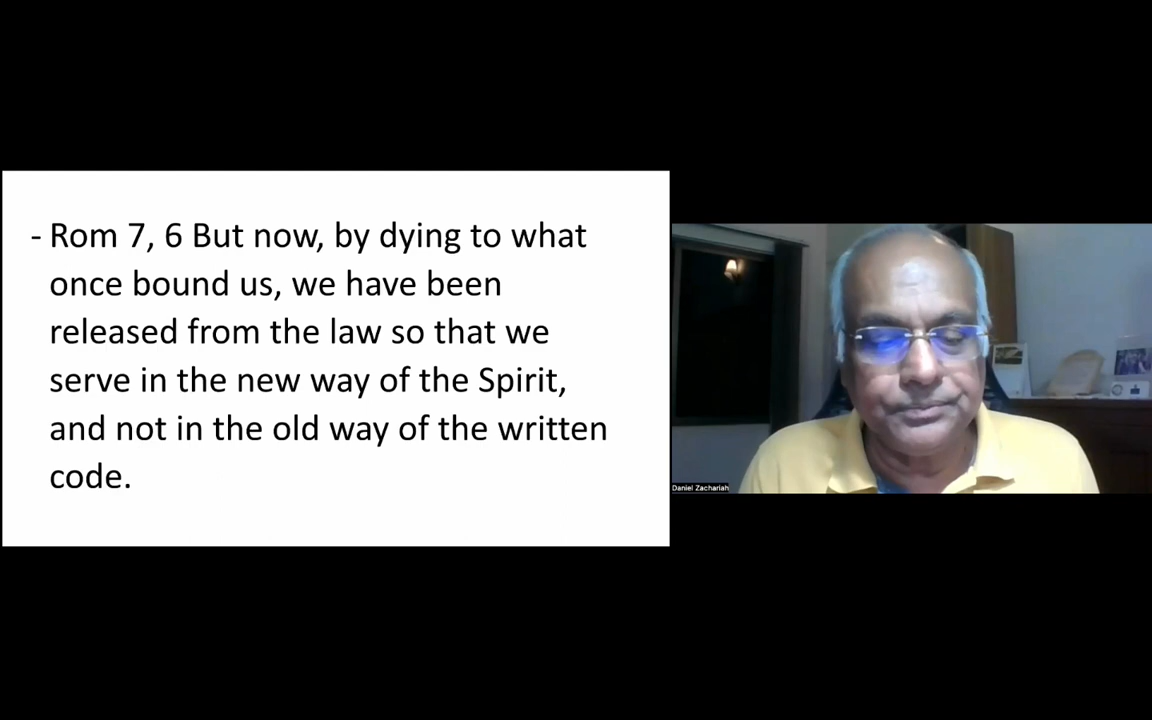 - Rom 7, 6 But now, by dying to what
once bound us, we have been
released from the law so that we
serve in the new way of the Spirit,
and not in the old way of the written
code.
Daniel Zachariah